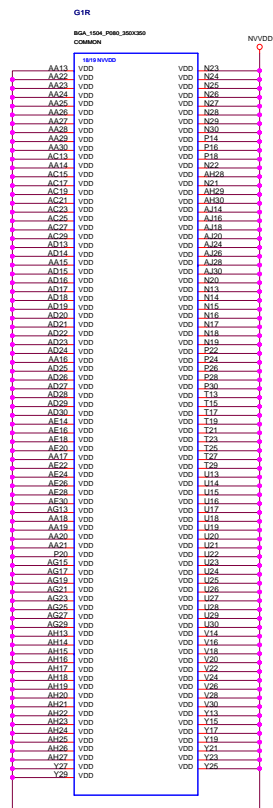 G1R
BGA_1504_P080_350X350
COMMON
NVVDD
18/19 NVVDD
AA13 VDD VDD N23
AA22 VDD VDD N24
AA23 VDD VDD N25
AA24 VDD VDD N26
AA25 VDD VDD N27
AA26 VDD VDD N28
AA27 VDD VDD N29
AA28 VDD VDD N30
AA29 VDD VDD P14
AA30 VDD VDD P16
AC13 VDD VDD P18
AA14 VDD VDD N22
AC15 VDD VDD AH28
AC17 VDD VDD N21
AC19 VDD VDD AH29
AC21 VDD VDD AH30
AC23 VDD VDD AJ14
AC25 VDD VDD AJ16
AC27 VDD VDD AJ18
AC29 VDD VDD AJ20
AD13 VDD VDD AJ24
AD14 VDD VDD AJ26
AA15 VDD VDD AJ28
AD15 VDD VDD AJ30
AD16 VDD VDD N20
AD17 VDD VDD N13
AD18 VDD VDD N14
AD19 VDD VDD N15
AD20 VDD VDD N16
AD21 VDD VDD N17
AD22 VDD VDD N18
AD23 VDD VDD N19
AD24 VDD VDD P22
AA16 VDD VDD P24
AD25 VDD VDD P26
AD26 VDD VDD P28
AD27 VDD VDD P30
AD28 VDD VDD T13
AD29 VDD VDD T15
AD30 VDD VDD T17
AE14 VDD VDD T19
AE16 VDD VDD T21
AE18 VDD VDD T23
AE20 VDD VDD T25
AA17 VDD VDD T27
AE22 VDD VDD T29
AE24 VDD VDD U13
AE26 VDD VDD U14
AE28 VDD VDD U15
AE30 VDD VDD U16
AG13 VDD VDD U17
AA18 VDD VDD U18
AA19 VDD VDD U19
AA20 VDD VDD U20
AA21 VDD VDD U21
P20 VDD VDD U22
AG15 VDD VDD U23
AG17 VDD VDD U24
AG19 VDD VDD U25
AG21 VDD VDD U26
AG23 VDD VDD U27
AG25 VDD VDD U28
AG27 VDD VDD U29
AG29 VDD VDD U30
AH13 VDD VDD V14
AH14 VDD VDD V16
AH15 VDD VDD V18
AH16 VDD VDD V20
AH17 VDD VDD V22
AH18 VDD VDD V24
AH19 VDD VDD V26
AH20 VDD VDD V28
AH21 VDD VDD V30
AH22 VDD VDD Y13
AH23 VDD VDD Y15
AH24 VDD VDD Y17
AH25 VDD VDD Y19
AH26 VDD VDD Y21
AH27 VDD VDD Y23
Y27 VDD VDD Y25
Y29 VDD